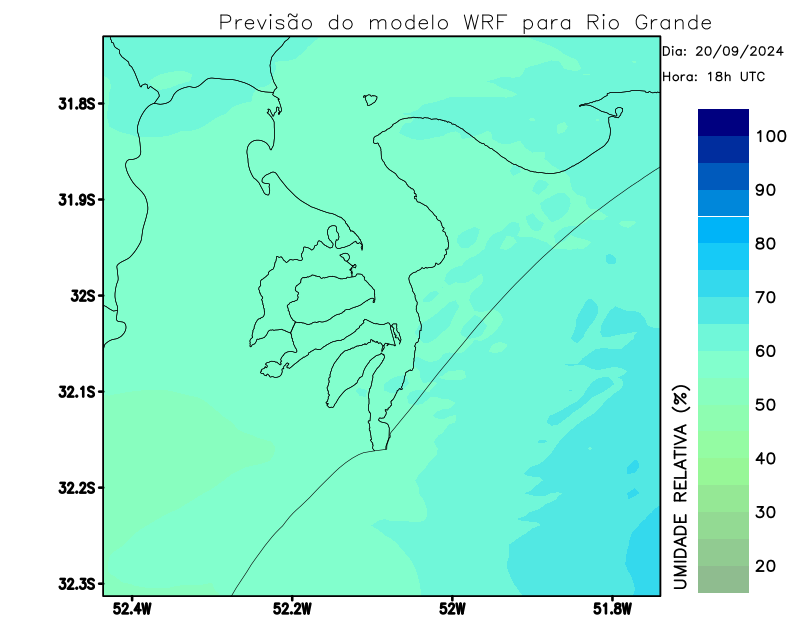 Previsão do modelo WRF para Rio Grande
Dia: 20/09/2024
Hora: 18h UTC
31.8S
31.9S
32S
32.1S
32.2S
32.3S
52.4W
52.2W
52W
51.8W
100
90
80
70
60
50
40
30
20
UMIDADE RELATIVA (%)